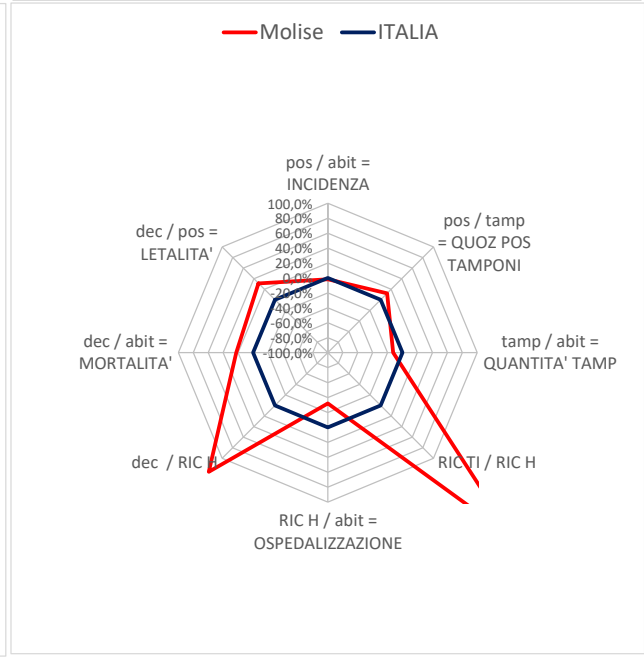 Molise ITALIA
pos / abit =
INCIDENZA
100,0%
80,0%
60,0%
40,0%
20,0%
0,0%
-20,0%
-40,0%
-60,0%
-80,0%
-100,0%
pos / tamp
= QUOZ POS
TAMPONI
tamp / abit =
QUANTITA' TAMP
RIC TI / RIC H
RIC H / abit =
OSPEDALIZZAZIONE
dec / RIC H
dec / abit =
MORTALITA'
dec / pos =
LETALITA'